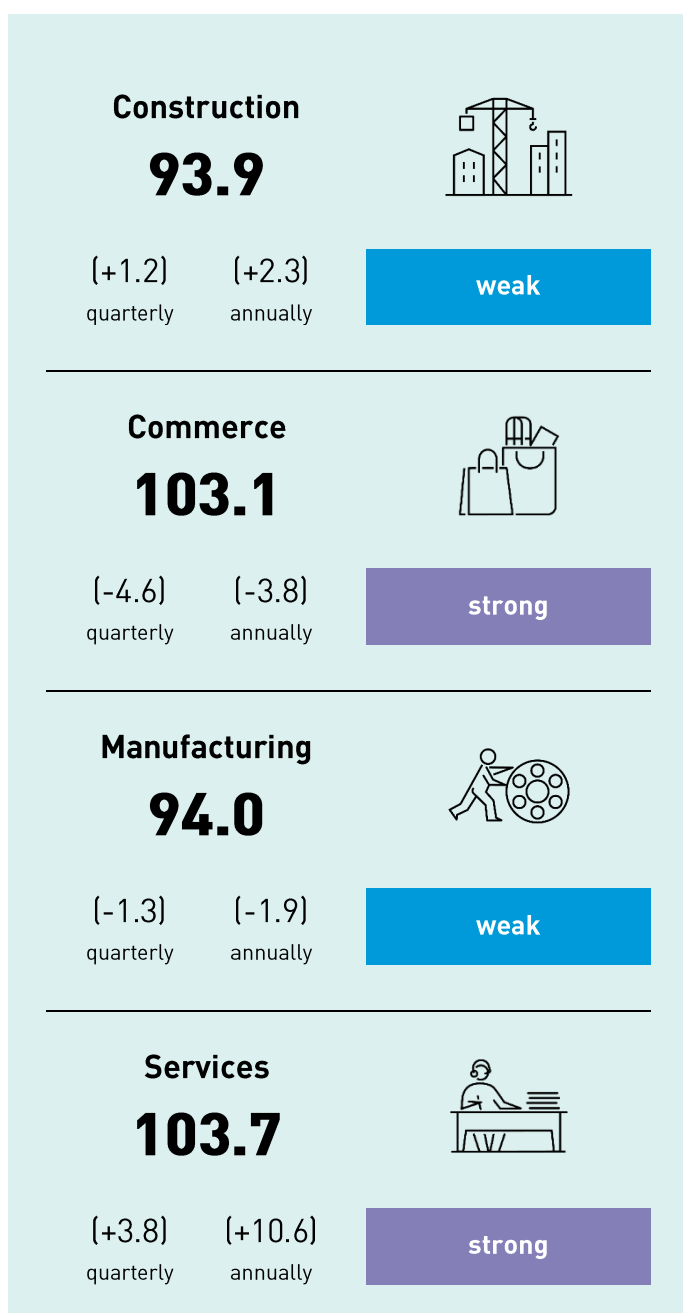 Construction
93.9
(+1.2) (+2.3)
quarterly annually
weak
Commerce
103.1
(-4.6) (-3.8)
quarterly annually
strong
Manufacturing
94.0
(-1.3) (-1.9)
quarterly annually
weak
Services
103.7
(+3.8) (+10.6)
quarterly annually
strong